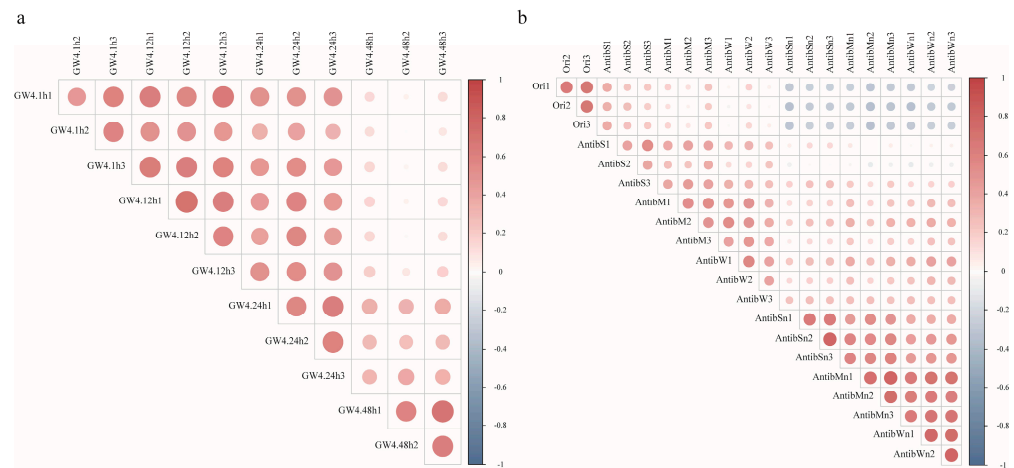 a
GW4.1h2
GW4.1h3
GW4.12h1
GW4.12h2
GW4.12h3
GW4.24h1
GW4.24h2
GW4.24h3
GW4.48h1
GW4.48h2
GW4.48h3
GW4.1h1
GW4.1h2
GW4.1h3
GW4.12h1
GW4.12h2
GW4.12h3
GW4.24h1
GW4.24h2
GW4.24h3
GW4.48h1
GW4.48h2
1
0.8
0.6
0.4
0.2
0
-0.2
-0.4
-0.6
-0.8
-1
b
Ori2
Ori3
AntibS1
AntibS2
AntibS3
AntibM1
AntibM2
AntibM3
AntibW1
AntibW2
AntibW3
AntibSn1
AntibSn2
AntibSn3
AntibMn1
AntibMn2
AntibMn3
AntibWn1
AntibWn2
AntibWn3
Ori1
Ori2
Ori3
AntibS1
AntibS2
AntibS3
AntibM1
AntibM2
AntibM3
AntibW1
AntibW2
AntibW3
AntibSn1
AntibSn2
AntibSn3
AntibMn1
AntibMn2
AntibMn3
AntibWn1
AntibWn2
1
0.8
0.6
0.4
0.2
0
-0.2
-0.4
-0.6
-0.8
-1